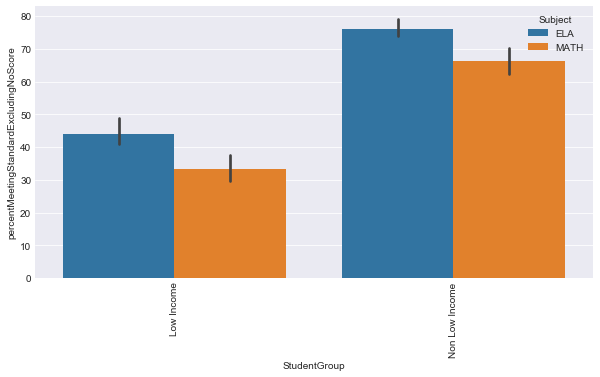 80
70
60
50
40
30
20
10
0
percentMeetingStandardExcludingNoScore
Subject
ELA
MATH
Low Income
Non Low Income
StudentGroup